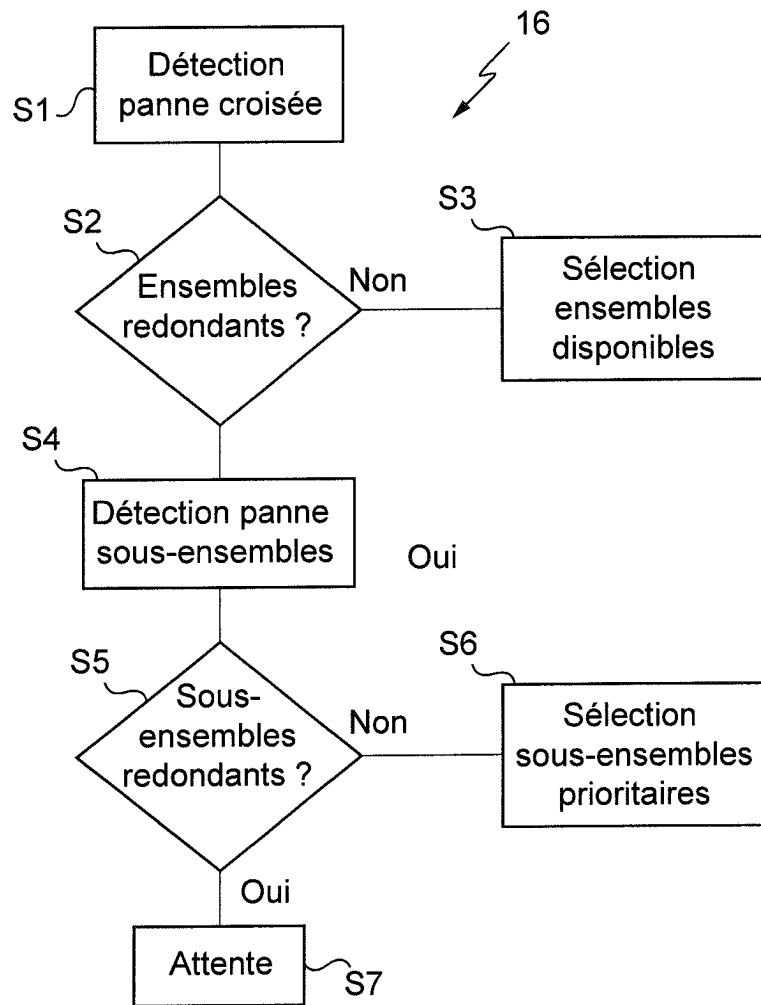 16
Détection
panne croisée
S1
S2
Ensembles
redondants ?
Non
S3
Sélection
ensembles
disponibles
S4
Détection panne
sous-ensembles
Oui
S5
Sous-
ensembles
redondants ?
Non
S6
Sélection
sous-ensembles
prioritaires
Oui
Attente
S7